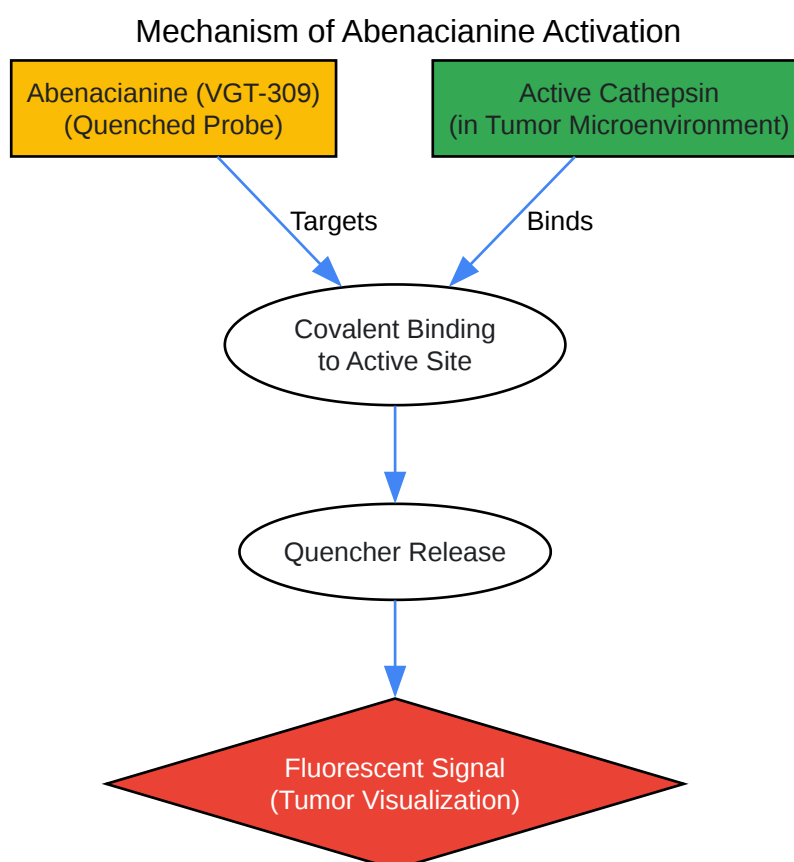 Mechanism of Abenacianine Activation
Abenacianine (VGT-309)
(Quenched Probe)
Active Cathepsin
(in Tumor Microenvironment)
Targets
Binds
Covalent Binding
to Active Site
Quencher Release
Fluorescent Signal
(Tumor Visualization)